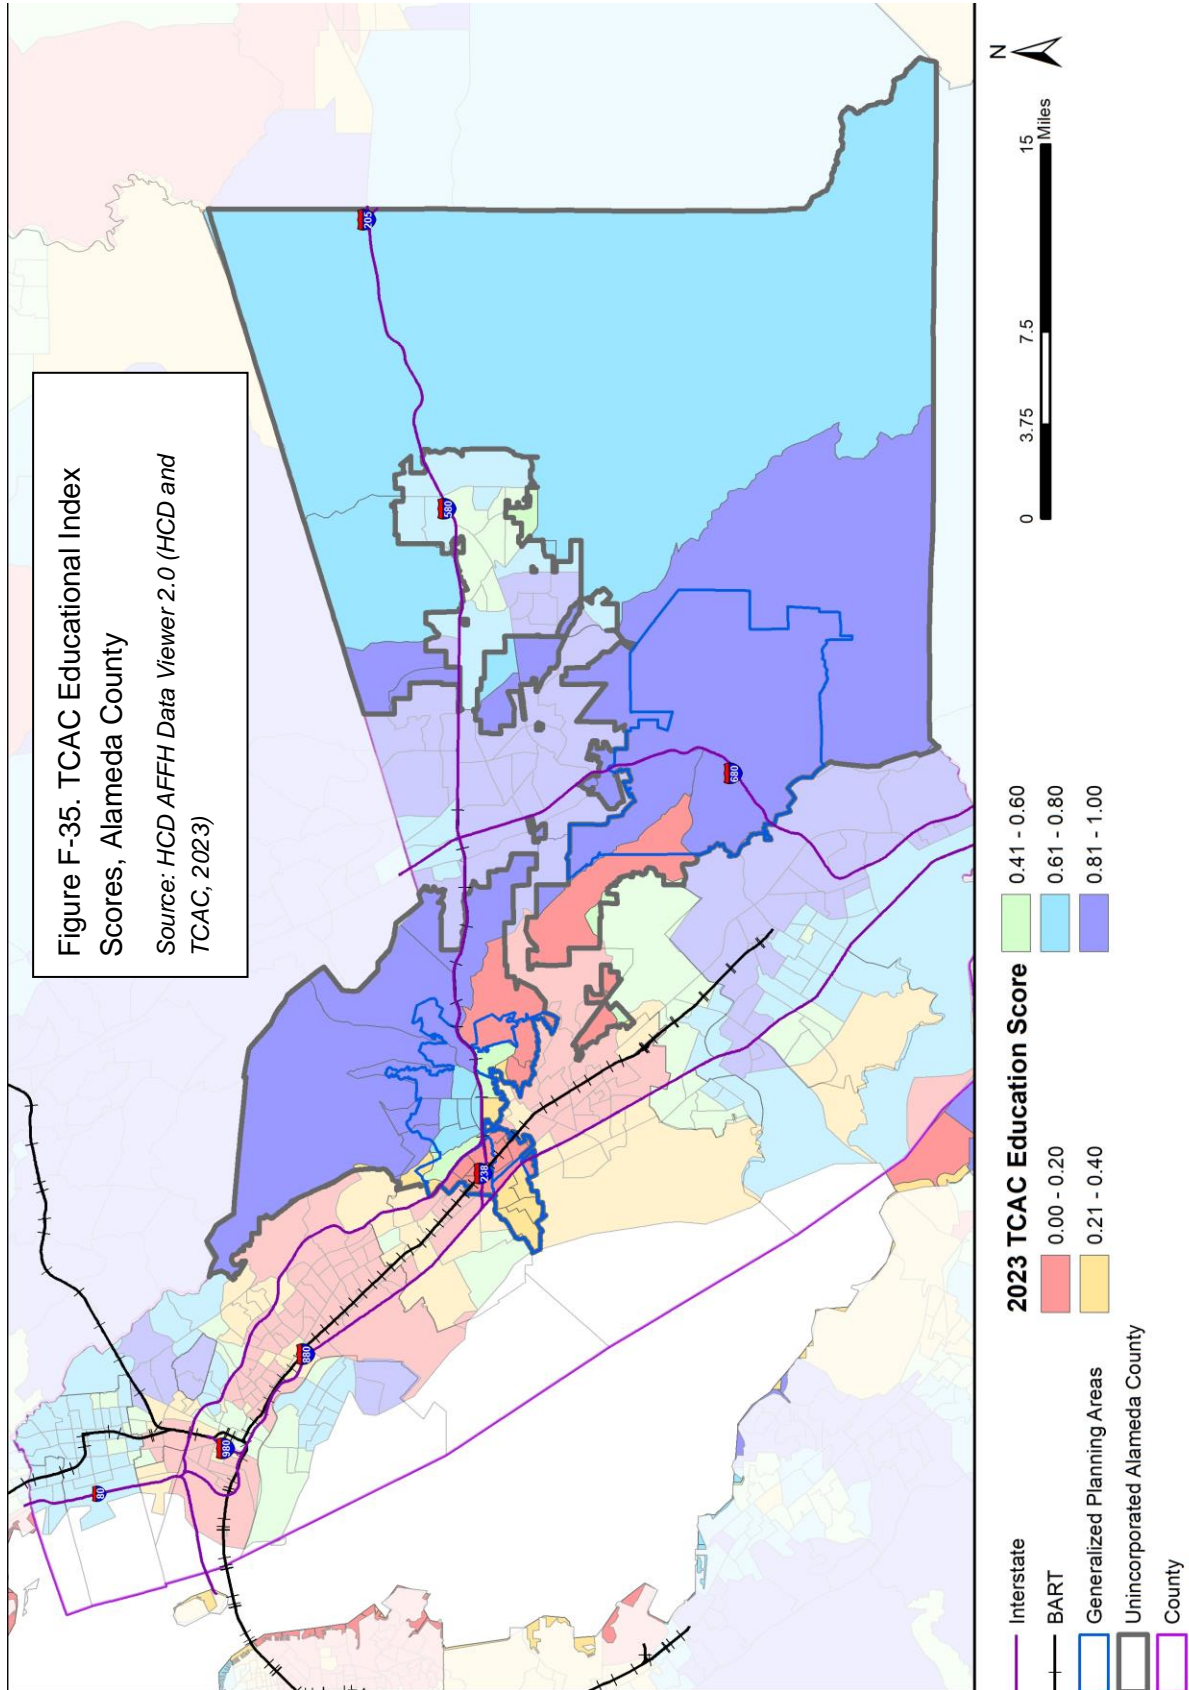 Figure F-35. TCAC Educational Index
Scores, Alameda County
Source: HCD AFFH Data Viewer 2.0 (HCD and
TCAC, 2023)
80
980
880
238
580
205
680
Interstate
BART
Generalized Planning Areas
Unincorporated Alameda County
County
2023 TCAC Education Score
0.00 - 0.20
0.21 - 0.40
0.41 - 0.60
0.61 - 0.80
0.81 - 1.00
0 3.75 7.5 15
Miles
N